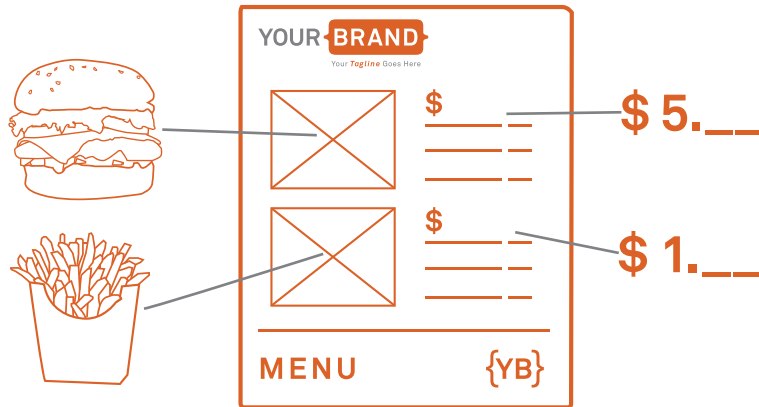 YOUR BRAND
Your Tagline Goes Here
$
$ 5.__
$
$ 1.__
MENU
{YB}